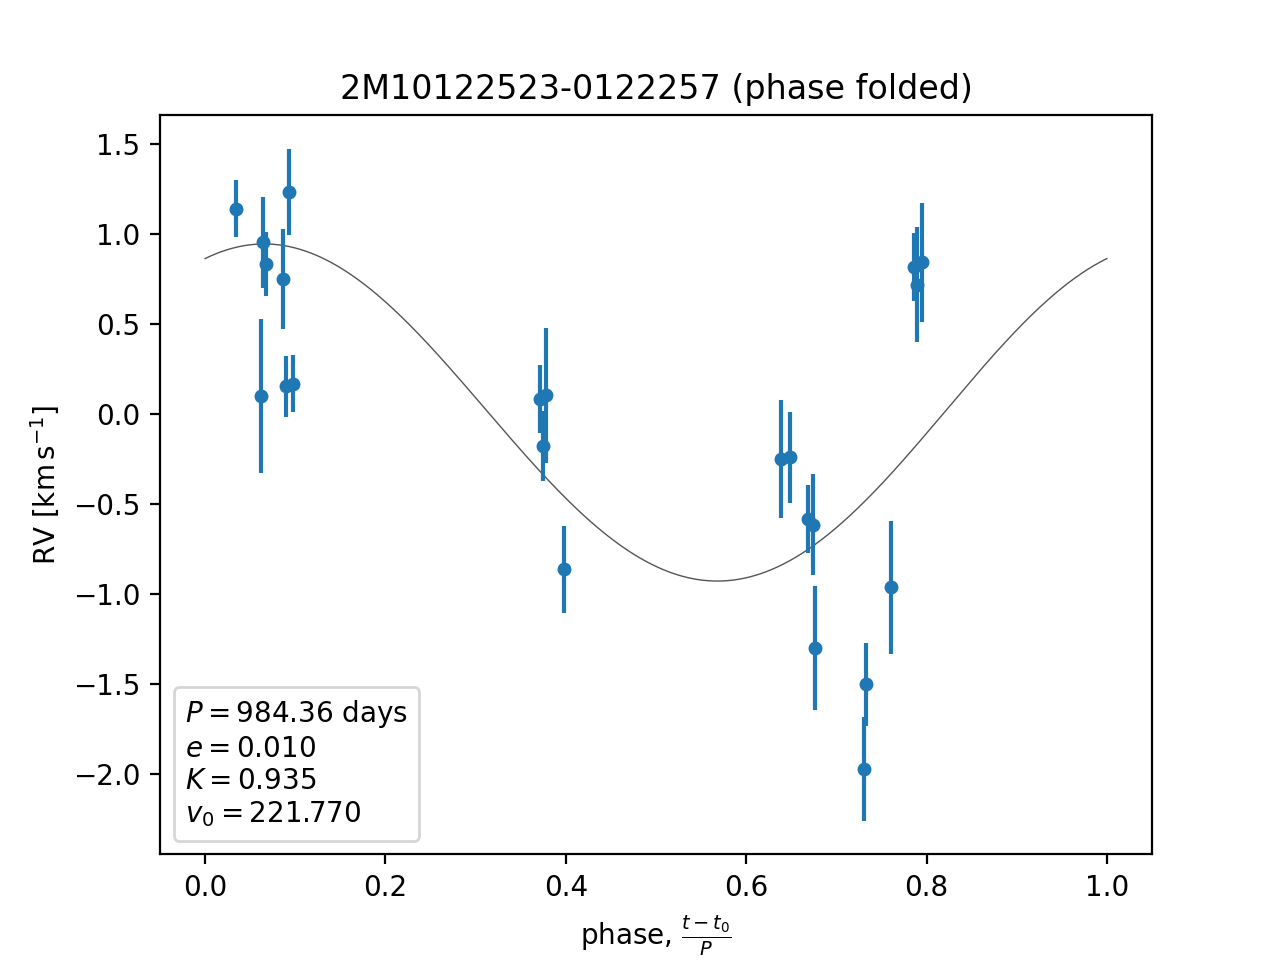 2M10122523-0122257 (phase folded)
RV [km s⁻¹]
1.5
1.0
0.5
0.0
−0.5
−1.0
−1.5
−2.0
P = 984.36 days
e = 0.010
K = 0.935
v₀ = 221.770
0.0 0.2 0.4 0.6 0.8 1.0
phase, (t − t₀)/P